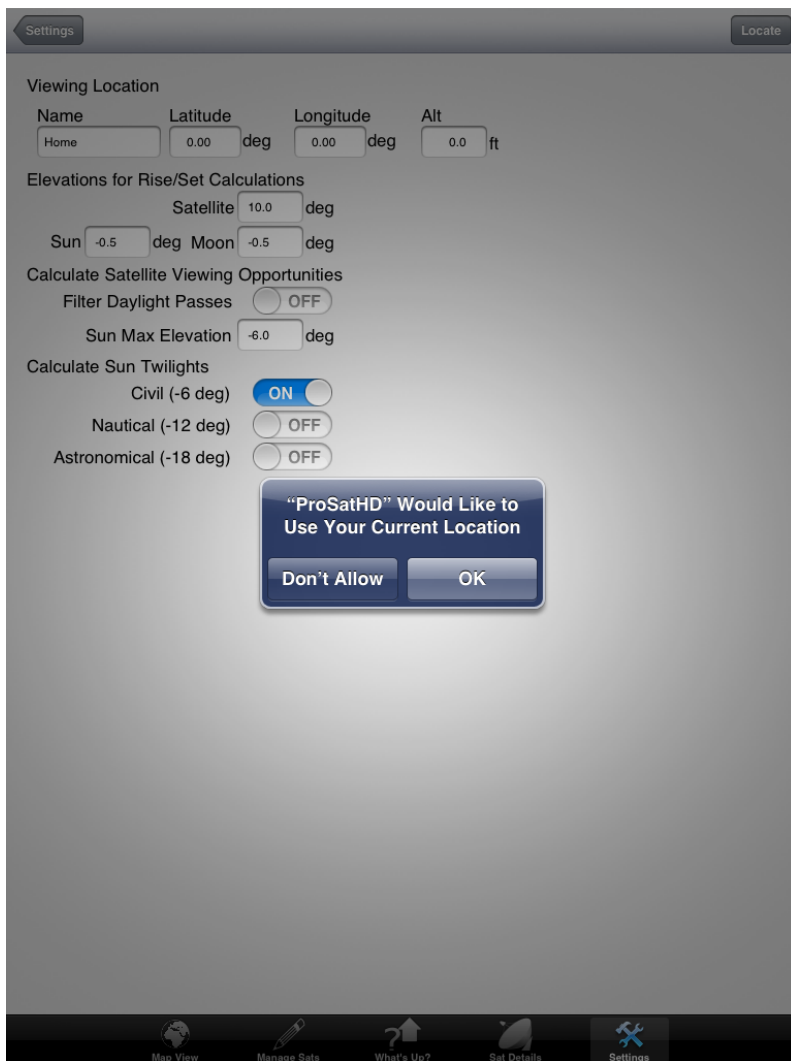 Settings Locate
Viewing Location
Name Latitude Longitude Alt
Home 0.00 deg 0.00 deg 0.0 ft
Elevations for Rise/Set Calculations
Satellite 10.0 deg
Sun -0.5 deg Moon -0.5 deg
Calculate Satellite Viewing Opportunities
Filter Daylight Passes OFF
Sun Max Elevation -6.0 deg
Calculate Sun Twilights
Civil (-6 deg) ON
Nautical (-12 deg) OFF
Astronomical (-18 deg) OFF
“ProSatHD” Would Like to
Use Your Current Location
Don’t Allow OK
Map View Manage Sats What's Up? Sat Details Settings